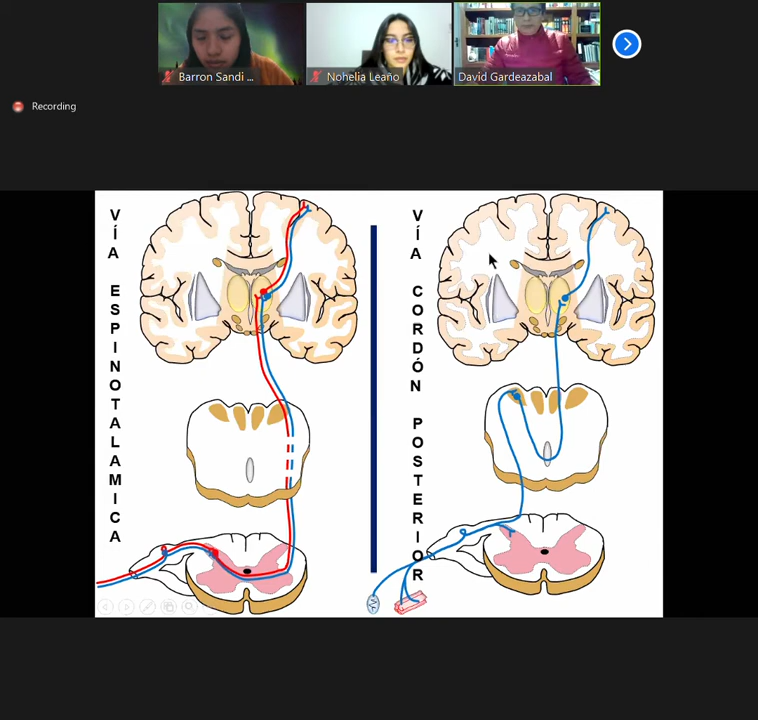 Barron Sandi ...
Nohelia Leaño
David Gardeazabal
Recording
VÍA ESPINOTALAMICA
VÍA CORDÓN POSTERIOR